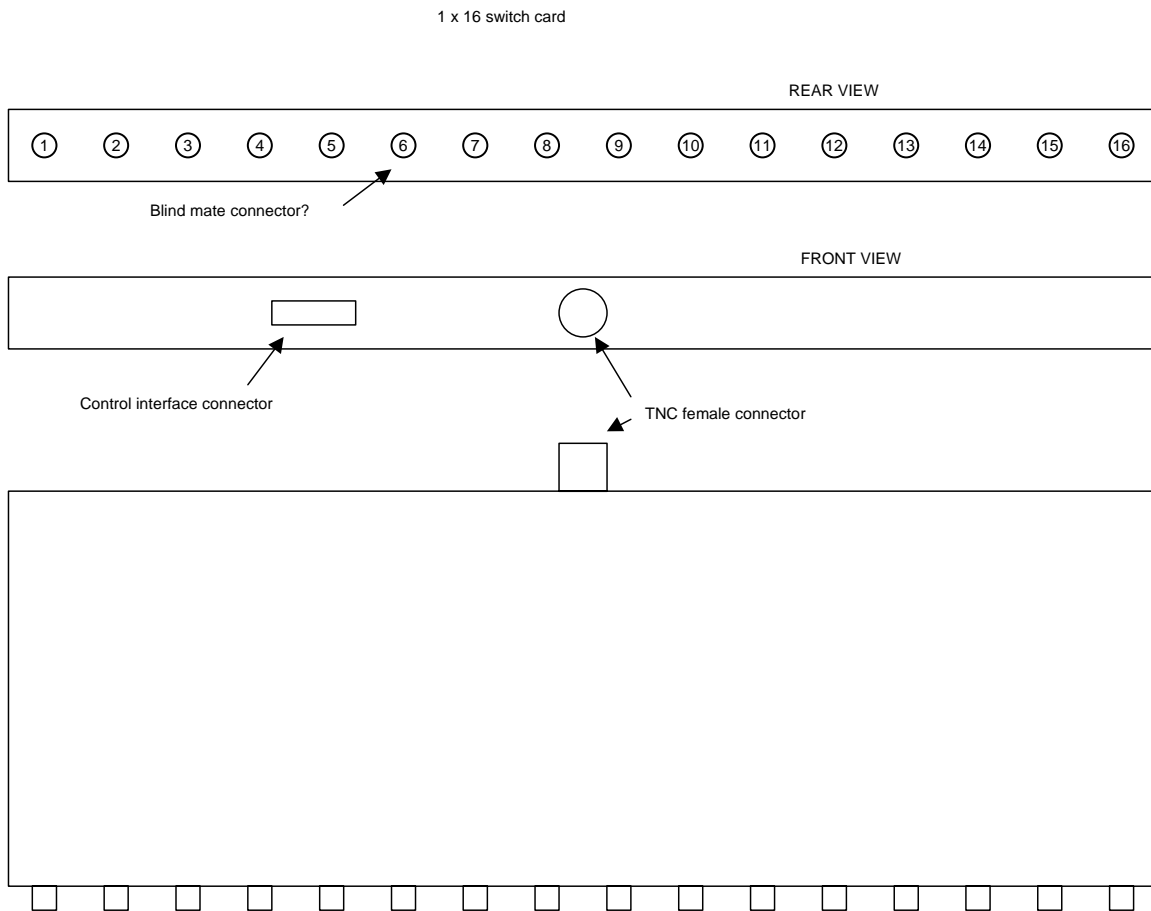 1 x 16 switch card
REAR VIEW
1 2 3 4 5 6 7 8 9 10 11 12 13 14 15 16
Blind mate connector?
FRONT VIEW
Control interface connector
TNC female connector